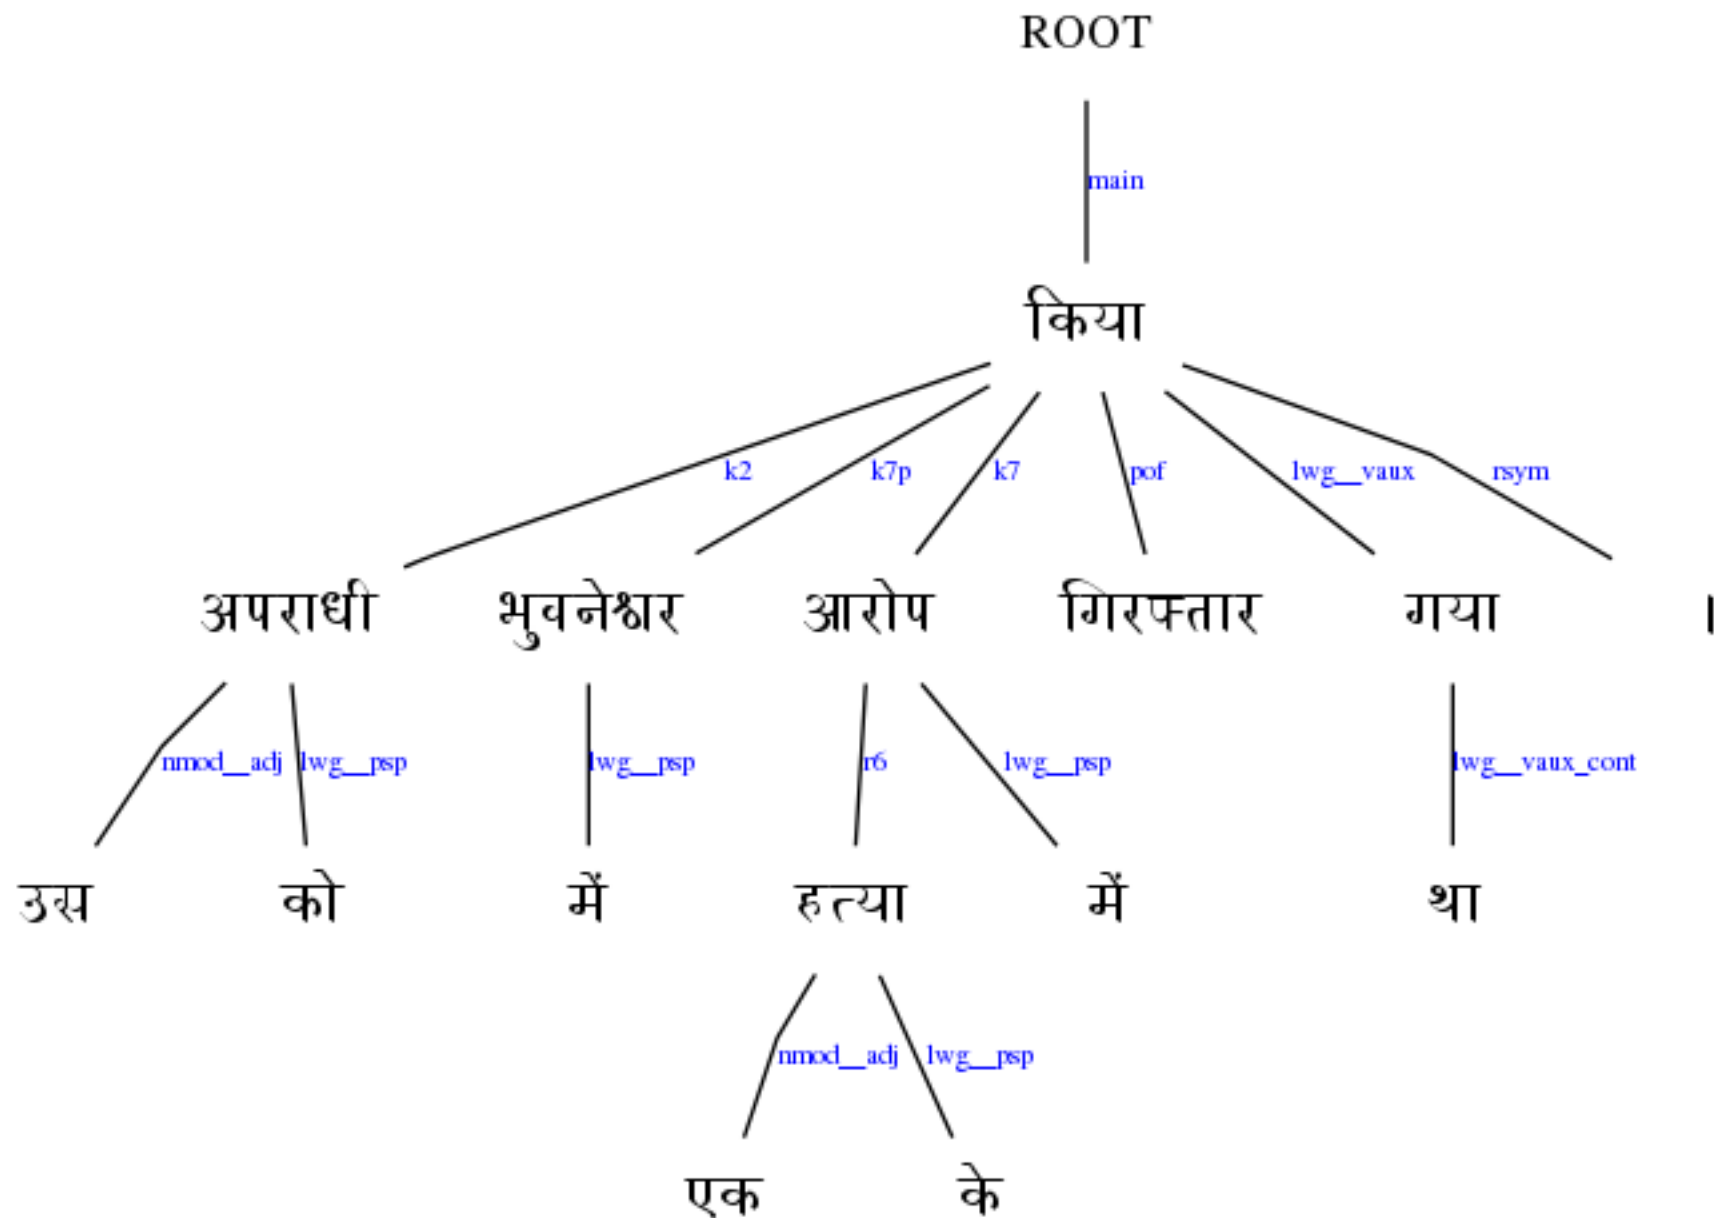 ROOT
main
किया
k2 k7p k7 pof lwg__vaux rsym
अपराधी भुवनेश्वर आरोप गिरफ्तार गया ।
nmod__adj lwg__psp lwg__psp r6 lwg__psp lwg__vaux_cont
उस को में हत्या में था
nmod__adj lwg__psp
एक के